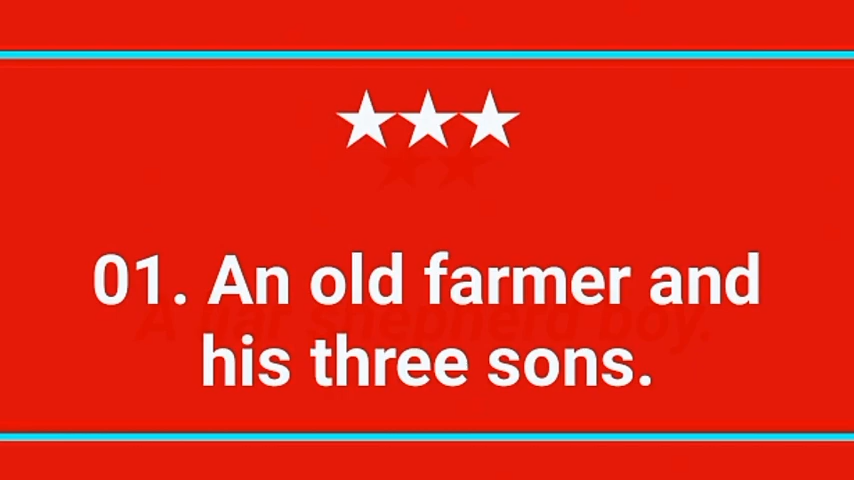 01. An old farmer and
his three sons.